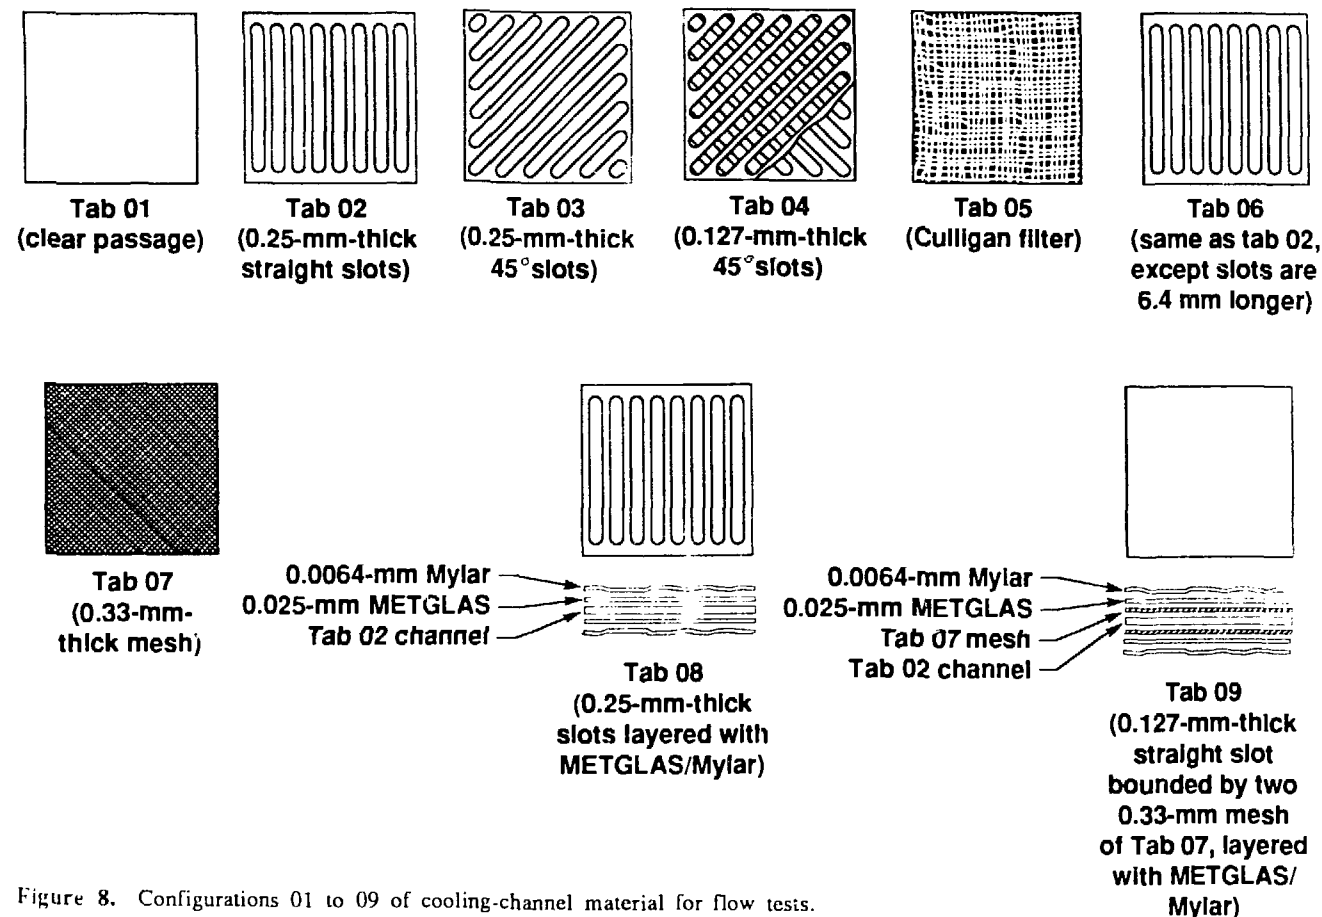 Tab 01
(clear passage)
Tab 02
(0.25-mm-thick
straight slots)
Tab 03
(0.25-mm-thick
45° slots)
Tab 04
(0.127-mm-thick
45° slots)
Tab 05
(Culligan filter)
Tab 06
(same as tab 02,
except slots are
6.4 mm longer)
Tab 07
(0.33-mm-
thick mesh)
0.0064-mm Mylar
0.025-mm METGLAS
Tab 02 channel
Tab 08
(0.25-mm-thick
slots layered with
METGLAS/Mylar)
0.0064-mm Mylar
0.025-mm METGLAS
Tab 07 mesh
Tab 02 channel
Tab 09
(0.127-mm-thick
straight slot
bounded by two
0.33-mm mesh
of Tab 07, layered
with METGLAS/
Mylar)
Figure 8. Configurations 01 to 09 of cooling-channel material for flow tests.